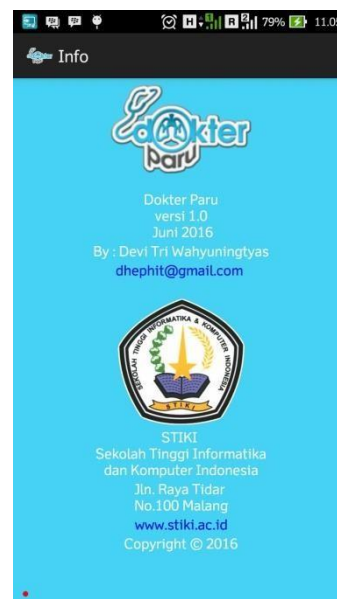 H R 79% 11.05
Info
dokter
paru
Dokter Paru
versi 1.0
Juni 2016
By : Devi Tri Wahyuningtyas
dhephit@gmail.com
SEKOLAH TINGGI INFORMATIKA & KOMPUTER INDONESIA
STIKI
STIKI
Sekolah Tinggi Informatika
dan Komputer Indonesia
Jln. Raya Tidar
No.100 Malang
www.stiki.ac.id
Copyright © 2016